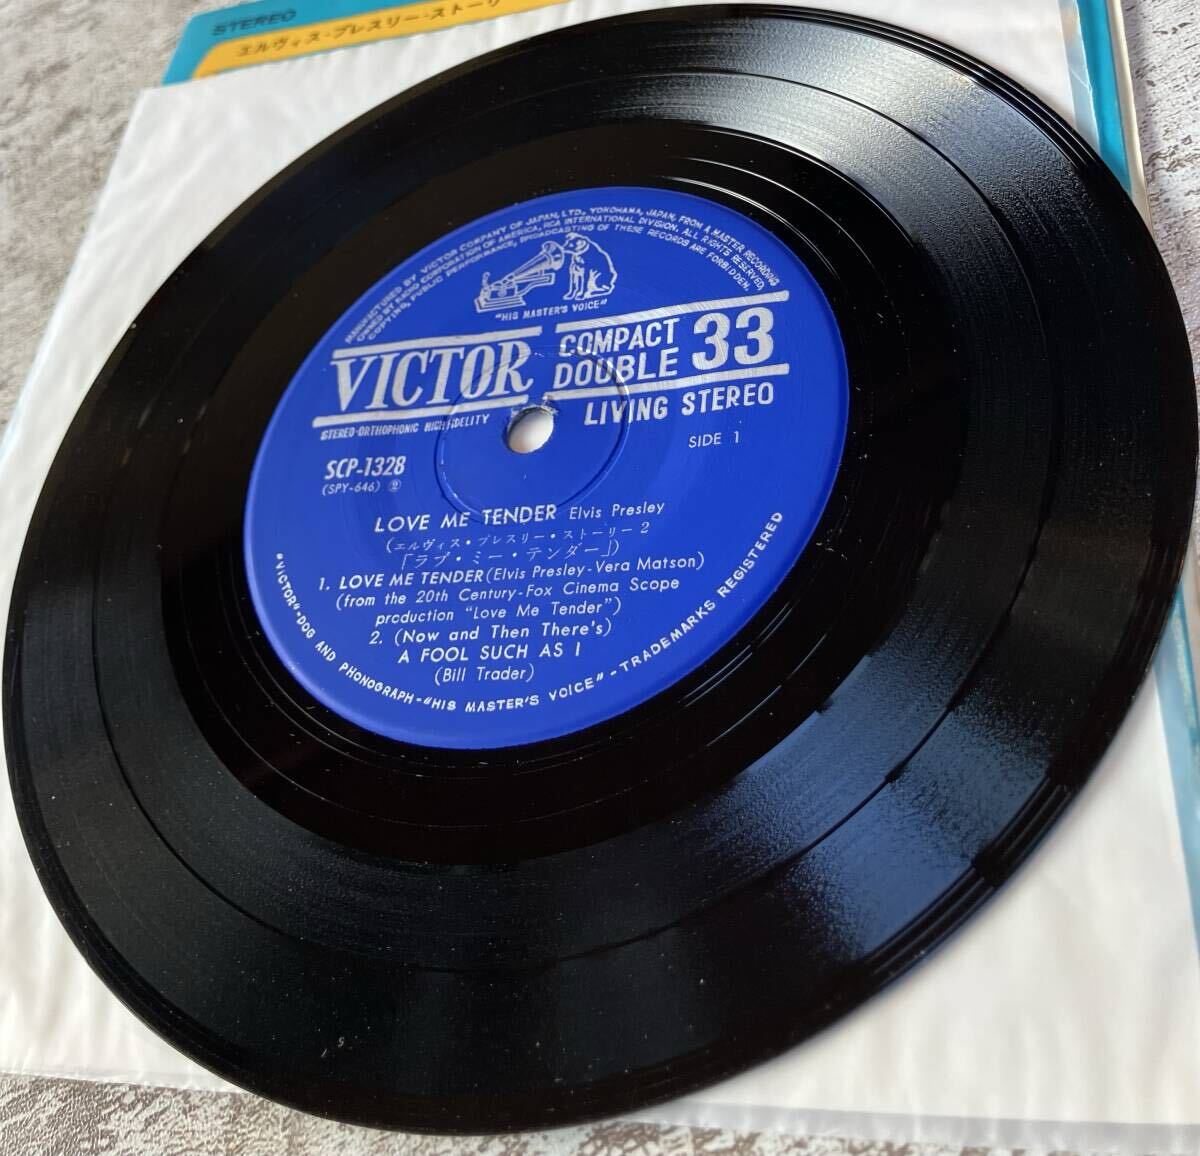 STEREO
エルヴィス・プレスリー・ストーリ
MANUFACTURED BY VICTOR COMPANY OF JAPAN, LTD., YOKOHAMA, JAPAN, FROM A MASTER RECORDING
OWNED BY RADIO CORPORATION OF AMERICA, RCA INTERNATIONAL DIVISION. ALL RIGHTS RESERVED,
COPYING, PUBLIC PERFORMANCE, BROADCASTING OF THESE RECORDS ARE FORBIDDEN.
"HIS MASTER'S VOICE"
VICTOR
COMPACT
DOUBLE 33
STEREO-ORTHOPHONIC HIGH FIDELITY
LIVING STEREO
SCP-1328
(SPY-646) ②
SIDE 1
LOVE ME TENDER Elvis Presley
(エルヴィス・プレスリー・ストーリー2
「ラブ・ミー・テンダー」)
1. LOVE ME TENDER (Elvis Presley-Vera Matson)
(from the 20th Century-Fox Cinema Scope
production "Love Me Tender")
2. (Now and Then There's)
A FOOL SUCH AS I
(Bill Trader)
"VICTOR"-DOG AND PHONOGRAPH-"HIS MASTER'S VOICE"-TRADEMARKS REGISTERED